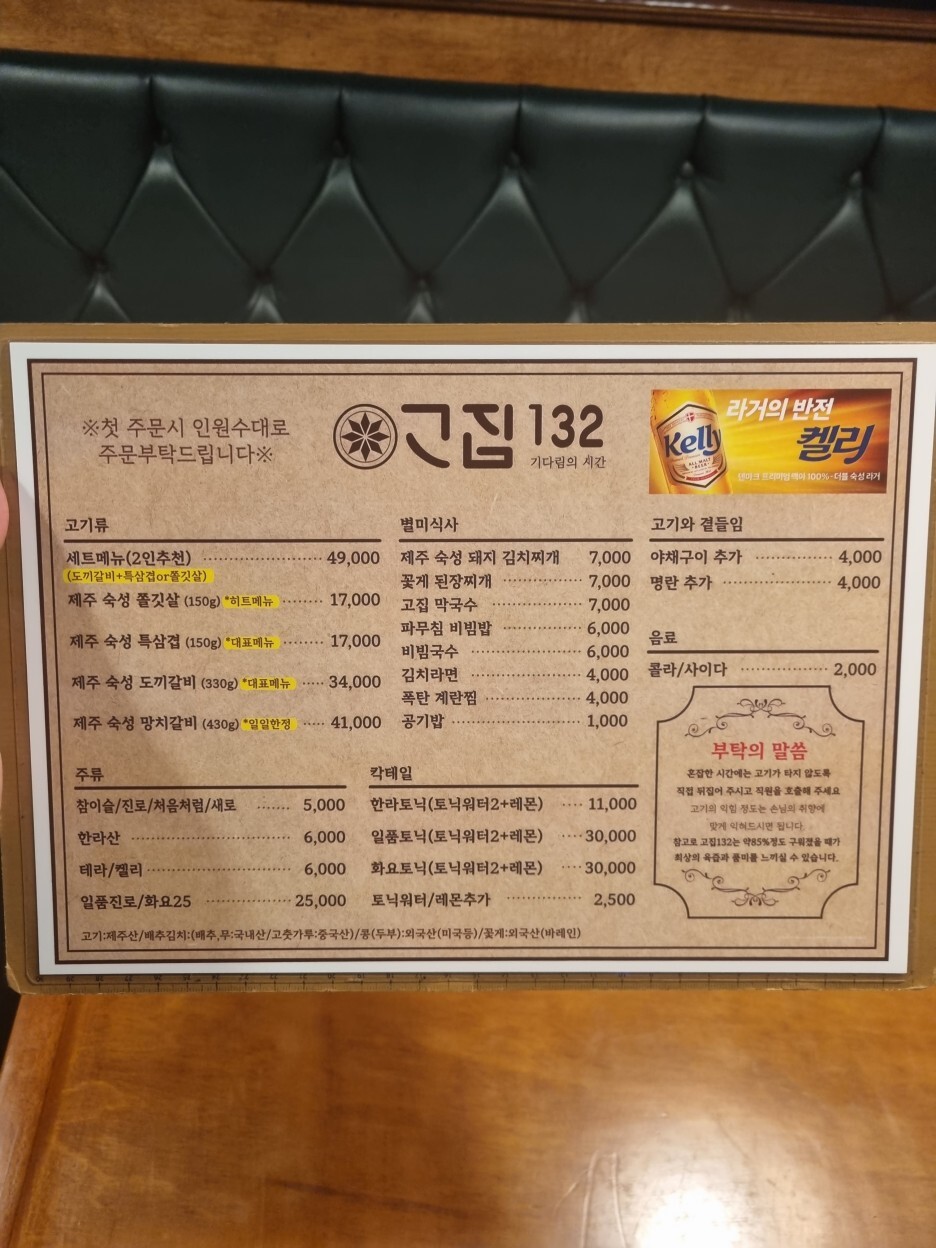 ※첫 주문시 인원수대로
주문부탁드립니다※
고집 132
기다림의 시간
라거의 반전
켈리
Kelly
ALL MALT
BEER
덴마크 프리미엄 맥아 100% · 더블 숙성 라거
고기류
세트메뉴(2인추천) 49,000
(도끼갈비+특삼겹or쫄깃살)
제주 숙성 쫄깃살 (150g) *히트메뉴 17,000
제주 숙성 특삼겹 (150g) *대표메뉴 17,000
제주 숙성 도끼갈비 (330g) *대표메뉴 34,000
제주 숙성 망치갈비 (430g) *일일한정 41,000
별미식사
제주 숙성 돼지 김치찌개 7,000
꽃게 된장찌개 7,000
고집 막국수 7,000
파무침 비빔밥 6,000
비빔국수 6,000
김치라면 4,000
폭탄 계란찜 4,000
공기밥 1,000
고기와 곁들임
야채구이 추가 4,000
명란 추가 4,000
음료
콜라/사이다 2,000
주류
참이슬/진로/처음처럼/새로 5,000
한라산 6,000
테라/켈리 6,000
일품진로/화요25 25,000
칵테일
한라토닉(토닉워터2+레몬) 11,000
일품토닉(토닉워터2+레몬) 30,000
화요토닉(토닉워터2+레몬) 30,000
토닉워터/레몬추가 2,500
부탁의 말씀
혼잡한 시간에는 고기가 타지 않도록
직접 뒤집어 주시고 직원을 호출해 주세요
고기의 익힘 정도는 손님의 취향에
맞게 익혀드시면 됩니다.
참고로 고집132는 약85%정도 구워졌을 때가
최상의 육즙과 풀미를 느끼실 수 있습니다.
고기:제주산/배추김치:(배추,무:국내산/고춧가루:중국산)/콩(두부):외국산(미국등)/꽃게:외국산(바레인)